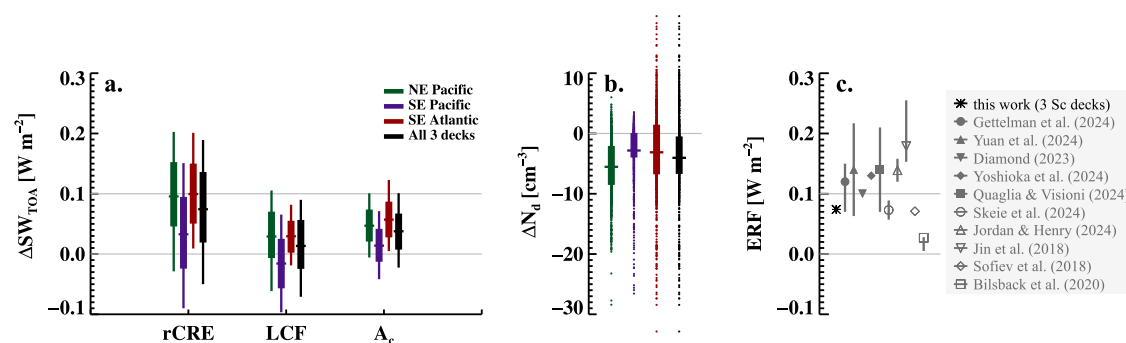 a.
ΔSW_TOA [W m⁻²]
0.3
0.2
0.1
0.0
−0.1
rCRE LCF A_c
NE Pacific
SE Pacific
SE Atlantic
All 3 decks
b.
ΔN_d [cm⁻³]
10
0
−10
−20
−30
c.
ERF [W m⁻²]
0.3
0.2
0.1
0.0
−0.1
this work (3 Sc decks)
Gettelman et al. (2024)
Yuan et al. (2024)
Diamond (2023)
Yoshioka et al. (2024)
Quaglia & Visioni (2024)
Skeie et al. (2024)
Jordan & Henry (2024)
Jin et al. (2018)
Sofiev et al. (2018)
Bilsback et al. (2020)